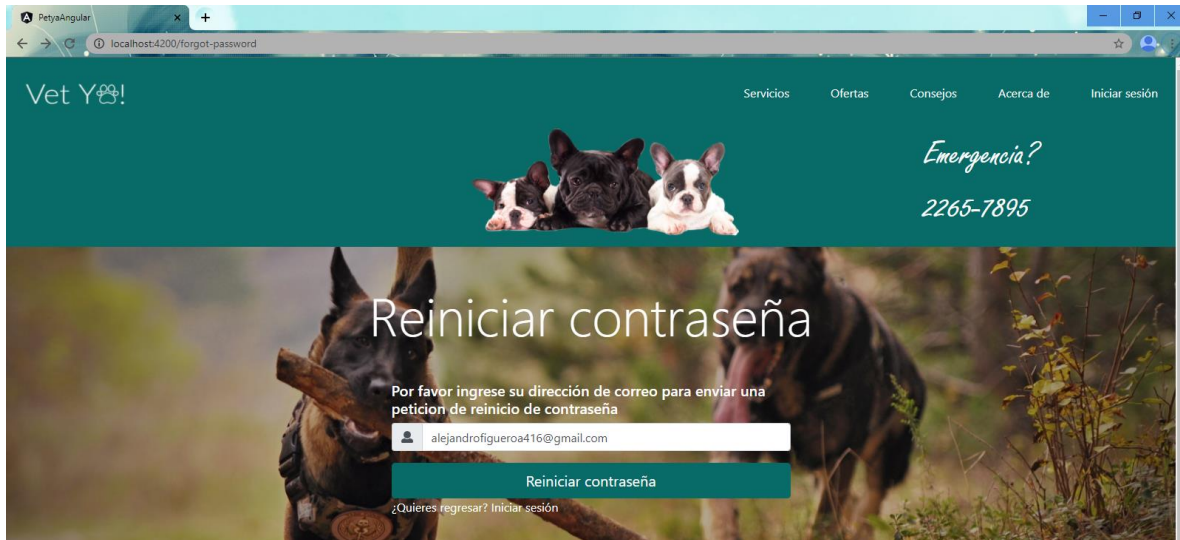 PetyaAngular
localhost:4200/forgot-password
Vet Y !
Servicios Ofertas Consejos Acerca de Iniciar sesión
Emergencia?
2265-7895
Reiniciar contraseña
Por favor ingrese su dirección de correo para enviar una
peticion de reinicio de contraseña
alejandrofigueroa416@gmail.com
Reiniciar contraseña
¿Quieres regresar? Iniciar sesión